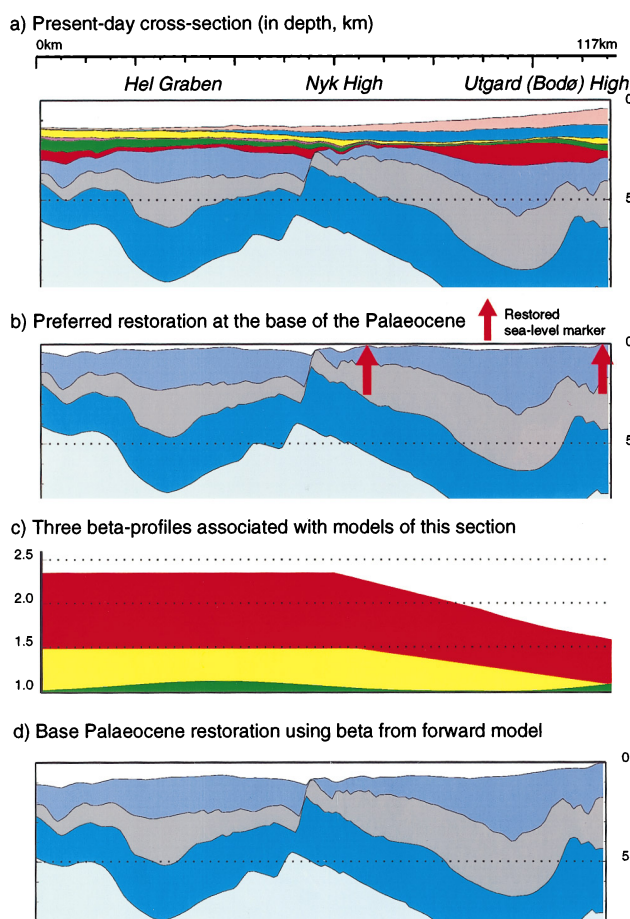 a) Present-day cross-section (in depth, km)
0km 117km
Hel Graben Nyk High Utgard (Bodø) High
0
5
b) Preferred restoration at the base of the Palaeocene
Restored
sea-level marker
0
5
c) Three beta-profiles associated with models of this section
2.5
2.0
1.5
1.0
d) Base Palaeocene restoration using beta from forward model
0
5